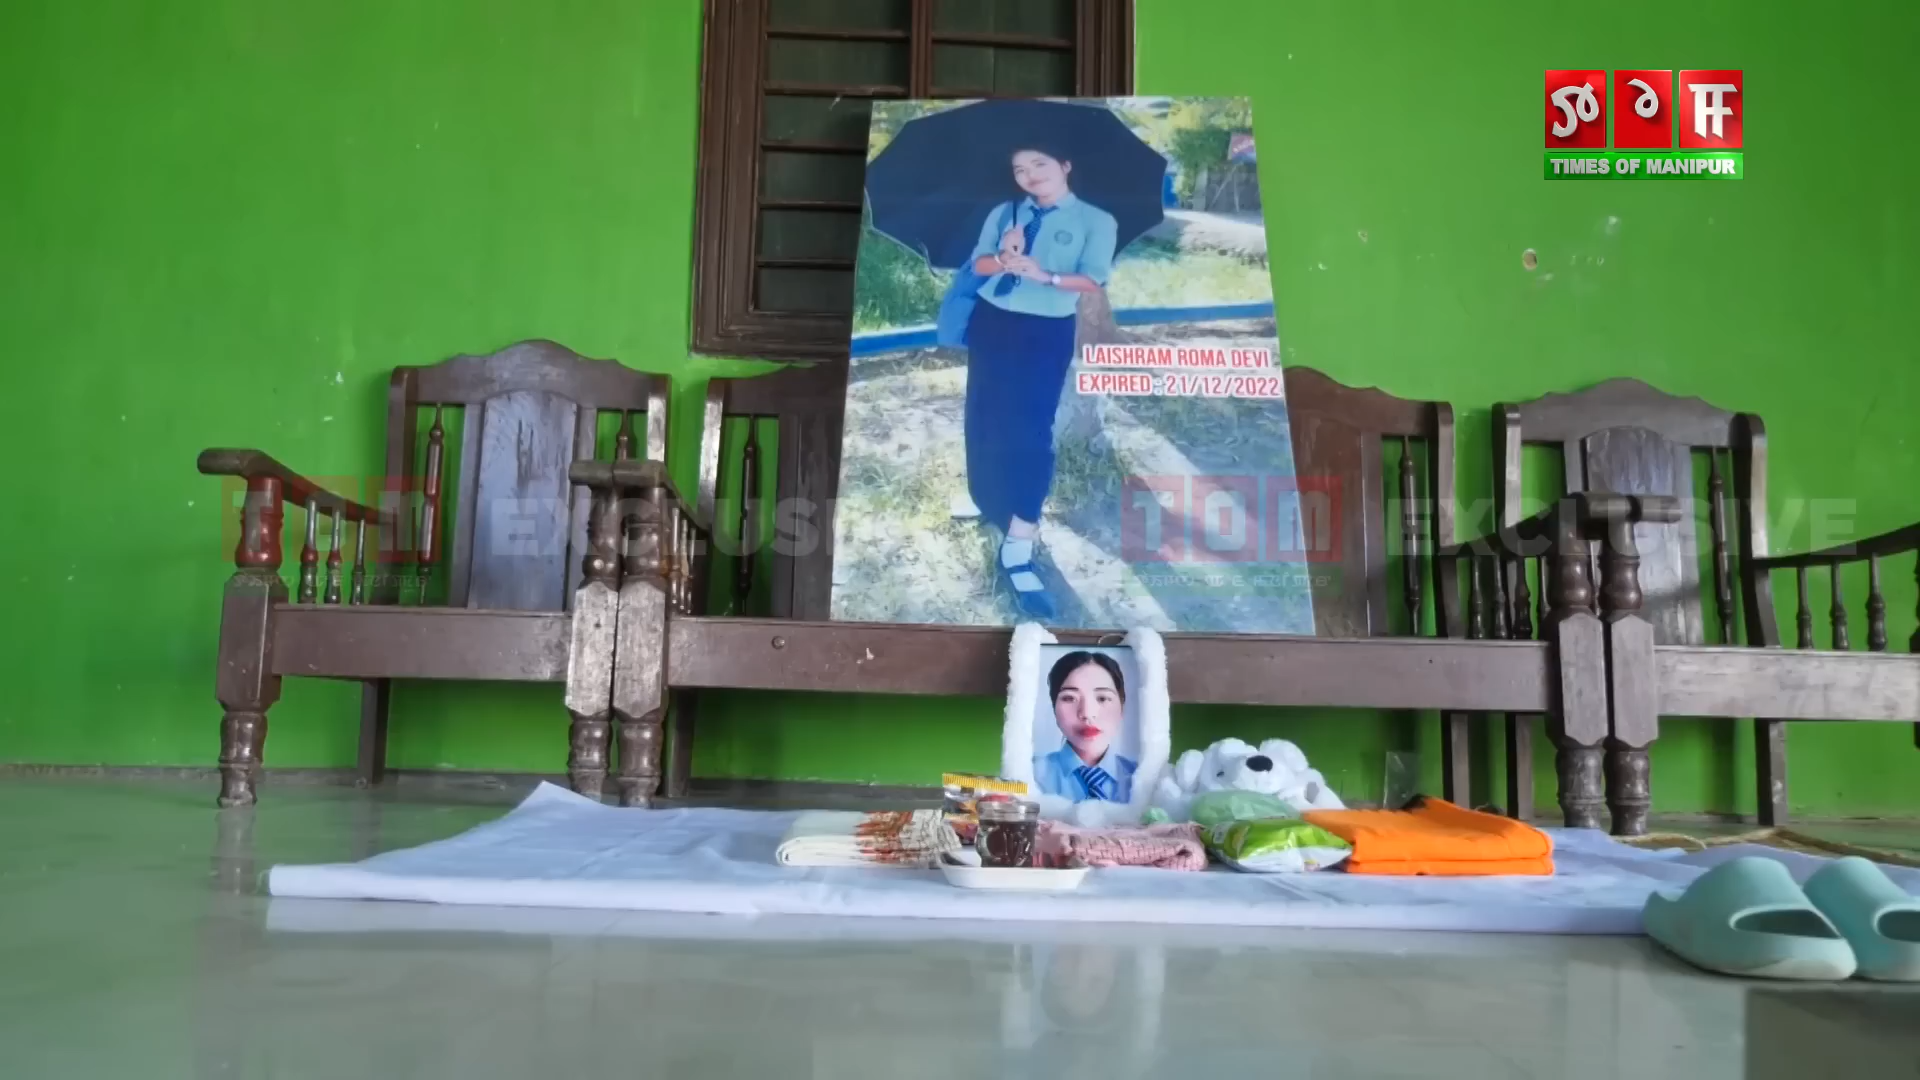 TIMES OF MANIPUR
LAISHRAM ROMA DEVI
EXPIRED : 21/12/2022
TOM EXCLUSIVE
TOM EXCLUSIVE